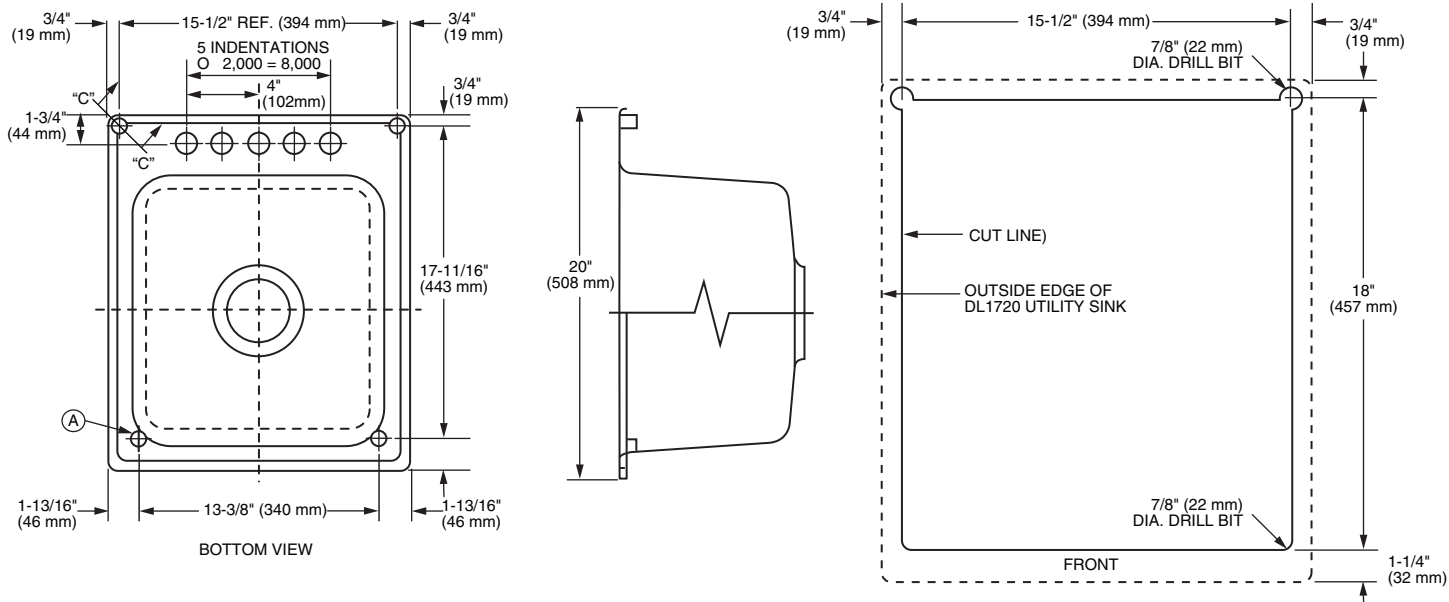 3/4"
(19 mm)
15-1/2" REF. (394 mm)
3/4"
(19 mm)
5 INDENTATIONS
O 2,000 = 8,000
4"
(102mm)
"C"
3/4"
(19 mm)
1-3/4"
(44 mm)
"C"
17-11/16"
(443 mm)
A
1-13/16"
(46 mm)
13-3/8" (340 mm)
1-13/16"
(46 mm)
BOTTOM VIEW
20"
(508 mm)
3/4"
(19 mm)
15-1/2" (394 mm)
3/4"
(19 mm)
7/8" (22 mm)
DIA. DRILL BIT
CUT LINE)
OUTSIDE EDGE OF
DL1720 UTILITY SINK
18"
(457 mm)
7/8" (22 mm)
DIA. DRILL BIT
FRONT
1-1/4"
(32 mm)